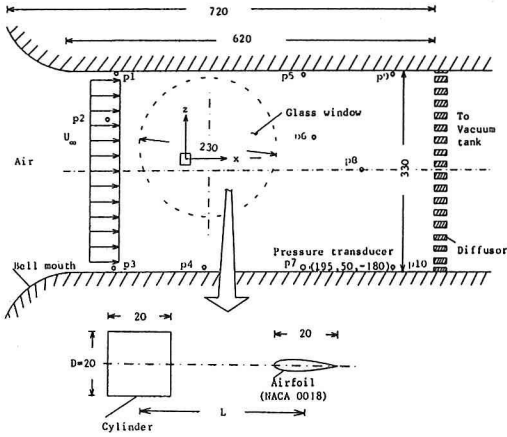 720
620
p1
p5
p9
Glass window
z
p2
U∞
230
x
p6
To
Vacuum
tank
Air
p8
330
Bell mouth
p3
p4
Pressure transducer
p7
(195,50,-180)
p10
Diffusor
20
20
D=20
Airfoil
(NACA 0018)
L
Cylinder